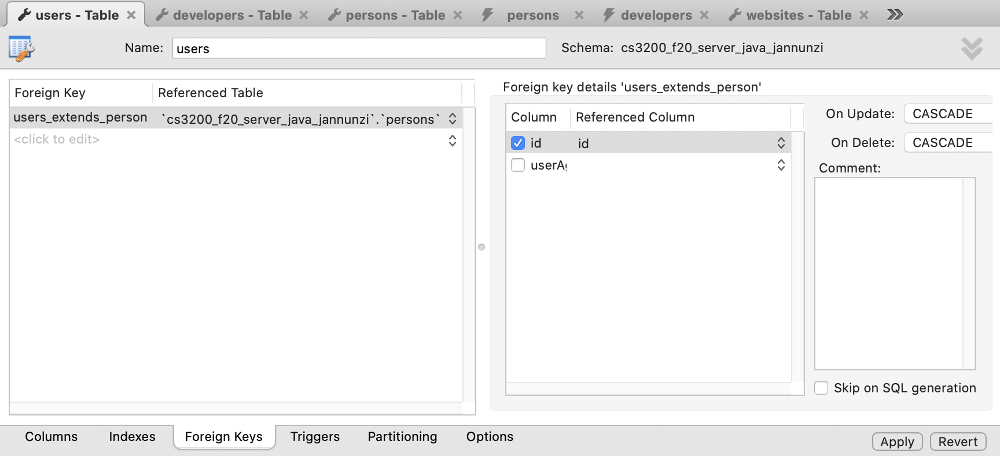 users - Table
developers - Table
persons - Table
persons
developers
websites - Table
Name: users
Schema: cs3200_f20_server_java_jannunzi
Foreign Key Referenced Table
users_extends_person `cs3200_f20_server_java_jannunzi`.`persons`
<click to edit>
Foreign key details 'users_extends_person'
Column Referenced Column
id id
On Update: CASCADE
On Delete: CASCADE
Comment:
Skip on SQL generation
Columns Indexes Foreign Keys Triggers Partitioning Options
Apply Revert